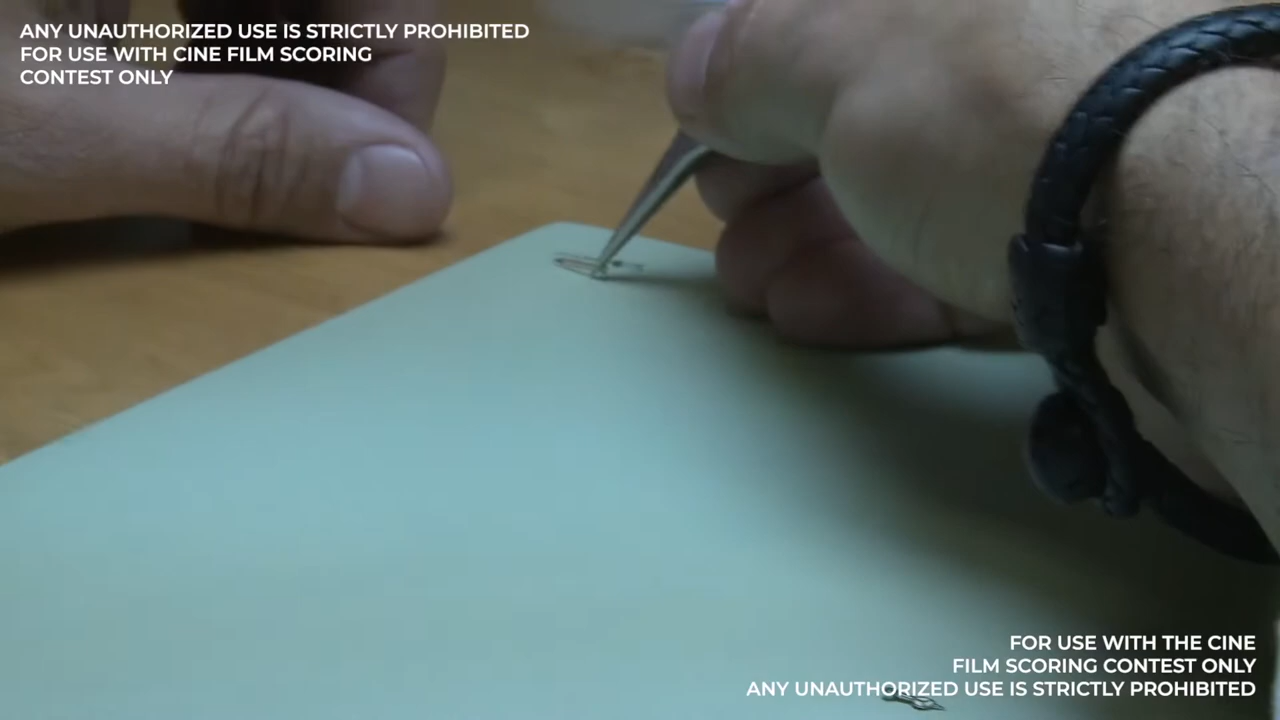 ANY UNAUTHORIZED USE IS STRICTLY PROHIBITED
FOR USE WITH CINE FILM SCORING
CONTEST ONLY
FOR USE WITH THE CINE
FILM SCORING CONTEST ONLY
ANY UNAUTHORIZED USE IS STRICTLY PROHIBITED